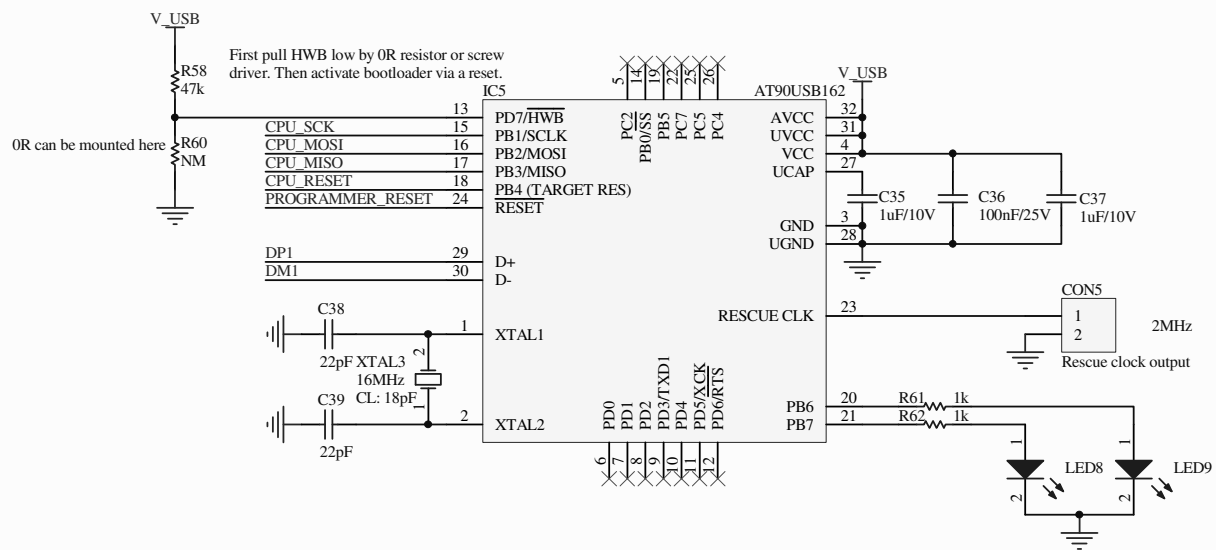 V_USB
R58
47k
First pull HWB low by 0R resistor or screw
driver. Then activate bootloader via a reset.
0R can be mounted here
R60
NM
IC5
AT90USB162
V_USB
13 PD7/HWB
CPU_SCK 15 PB1/SCLK
CPU_MOSI 16 PB2/MOSI
CPU_MISO 17 PB3/MISO
CPU_RESET 18 PB4 (TARGET RES)
PROGRAMMER_RESET 24 RESET
DP1 29 D+
DM1 30 D-
1 XTAL1
2 XTAL2
5 PC2
14 PB0/SS
19 PB5
22 PC7
25 PC5
26 PC4
AVCC 32
UVCC 31
VCC 4
UCAP 27
GND 3
UGND 28
C35
1uF/10V
C36
100nF/25V
C37
1uF/10V
RESCUE CLK 23
CON5
1
2
2MHz
Rescue clock output
C38
22pF
2
XTAL3
16MHz
CL: 18pF
1
C39
22pF
PD0 6
PD1 7
PD2 8
PD3/TXD1 9
PD4 10
PD5/XCK 11
PD6/RTS 12
PB6 20 R61 1k
PB7 21 R62 1k
1
2
LED8
1
2
LED9